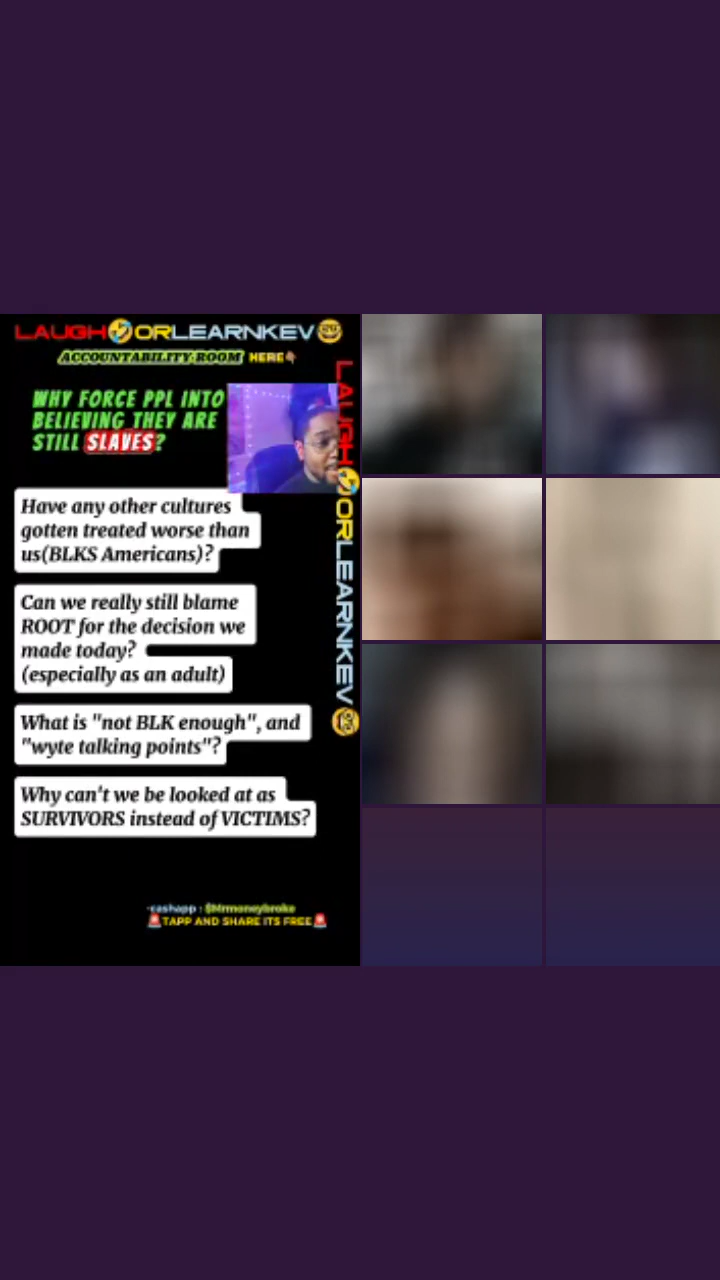 LAUGH🤣ORLEARNKEV🤓
ACCOUNTABILITY ROOM HERE👇🏽
WHY FORCE PPL INTO
BELIEVING THEY ARE
STILL SLAVES?
Have any other cultures
gotten treated worse than
us(BLKS Americans)?
Can we really still blame
ROOT for the decision we
made today?
(especially as an adult)
What is "not BLK enough", and
"wyte talking points"?
Why can't we be looked at as
SURVIVORS instead of VICTIMS?
LAUGH🤣ORLEARNKEV🤓
cashapp : $Mrmoneybroke
🚨TAPP AND SHARE ITS FREE🚨